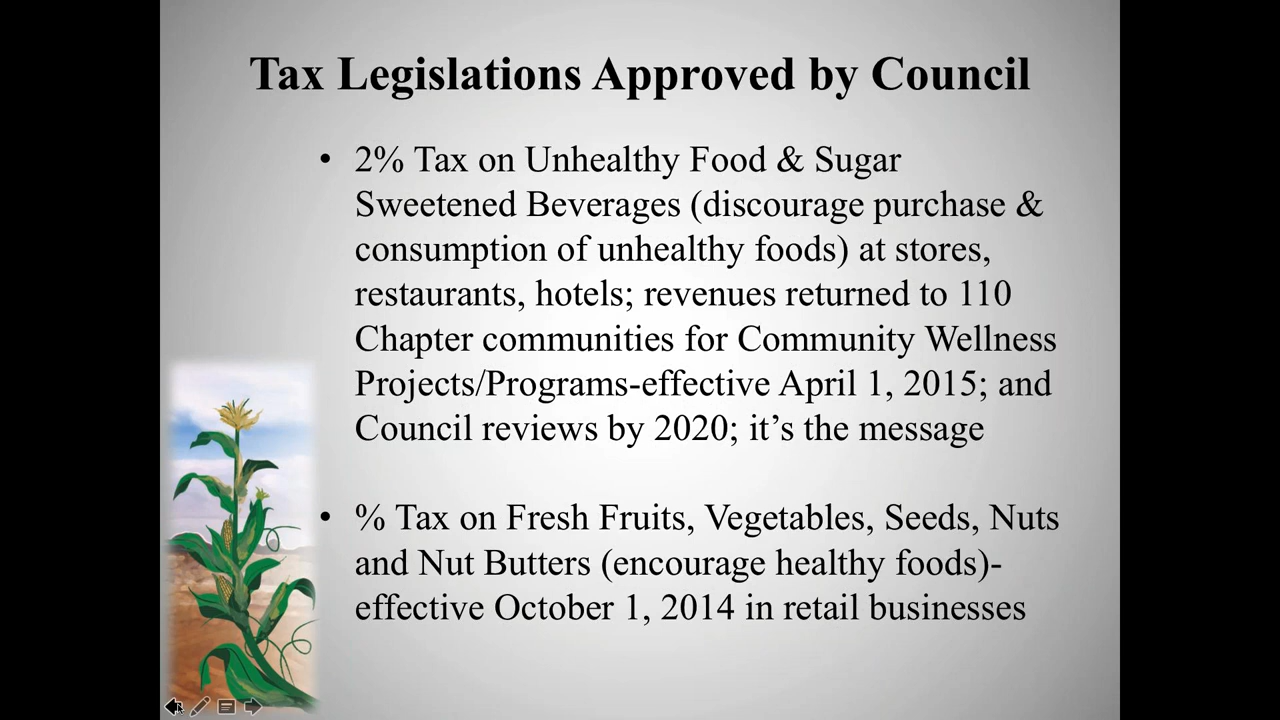 Tax Legislations Approved by Council
• 2% Tax on Unhealthy Food & Sugar
Sweetened Beverages (discourage purchase &
consumption of unhealthy foods) at stores,
restaurants, hotels; revenues returned to 110
Chapter communities for Community Wellness
Projects/Programs-effective April 1, 2015; and
Council reviews by 2020; it’s the message
• % Tax on Fresh Fruits, Vegetables, Seeds, Nuts
and Nut Butters (encourage healthy foods)-
effective October 1, 2014 in retail businesses